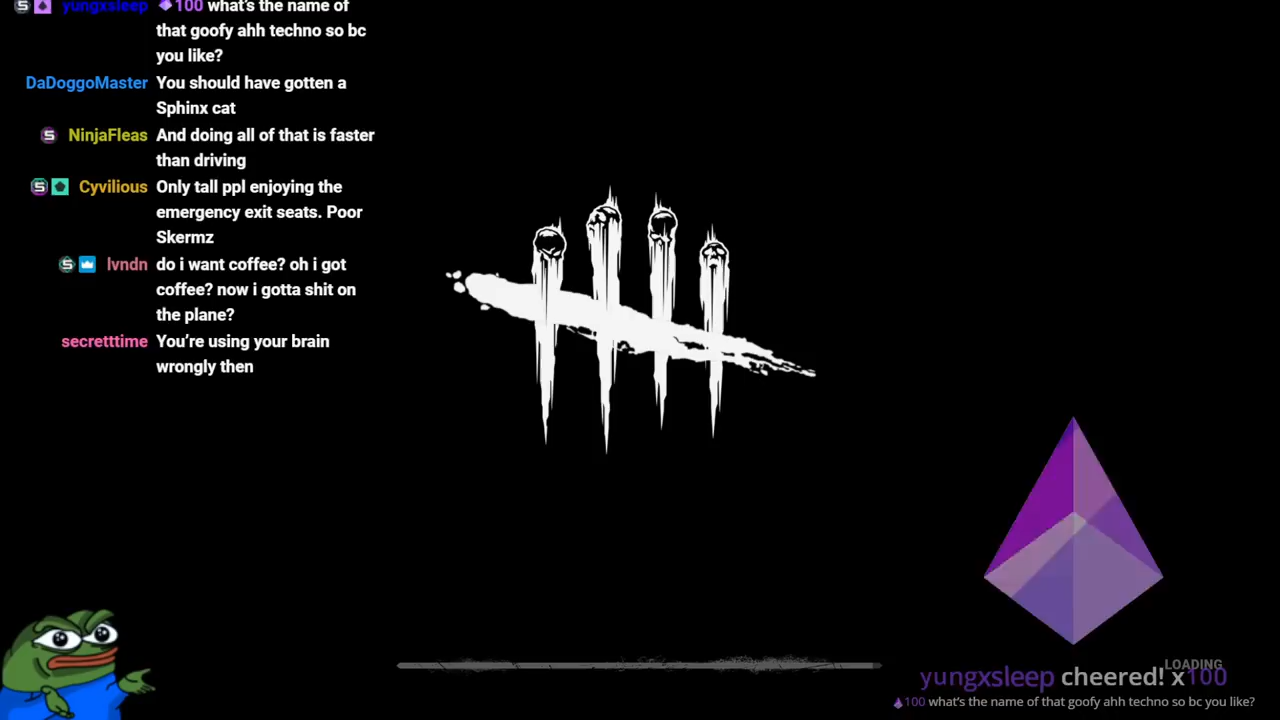 yungxsleep 100 what's the name of
that goofy ahh techno so bc
you like?
DaDoggoMaster You should have gotten a
Sphinx cat
NinjaFleas And doing all of that is faster
than driving
Cyvilious Only tall ppl enjoying the
emergency exit seats. Poor
Skermz
lvndn do i want coffee? oh i got
coffee? now i gotta shit on
the plane?
secretttime You're using your brain
wrongly then
LOADING
yungxsleep cheered! x100
100 what's the name of that goofy ahh techno so bc you like?